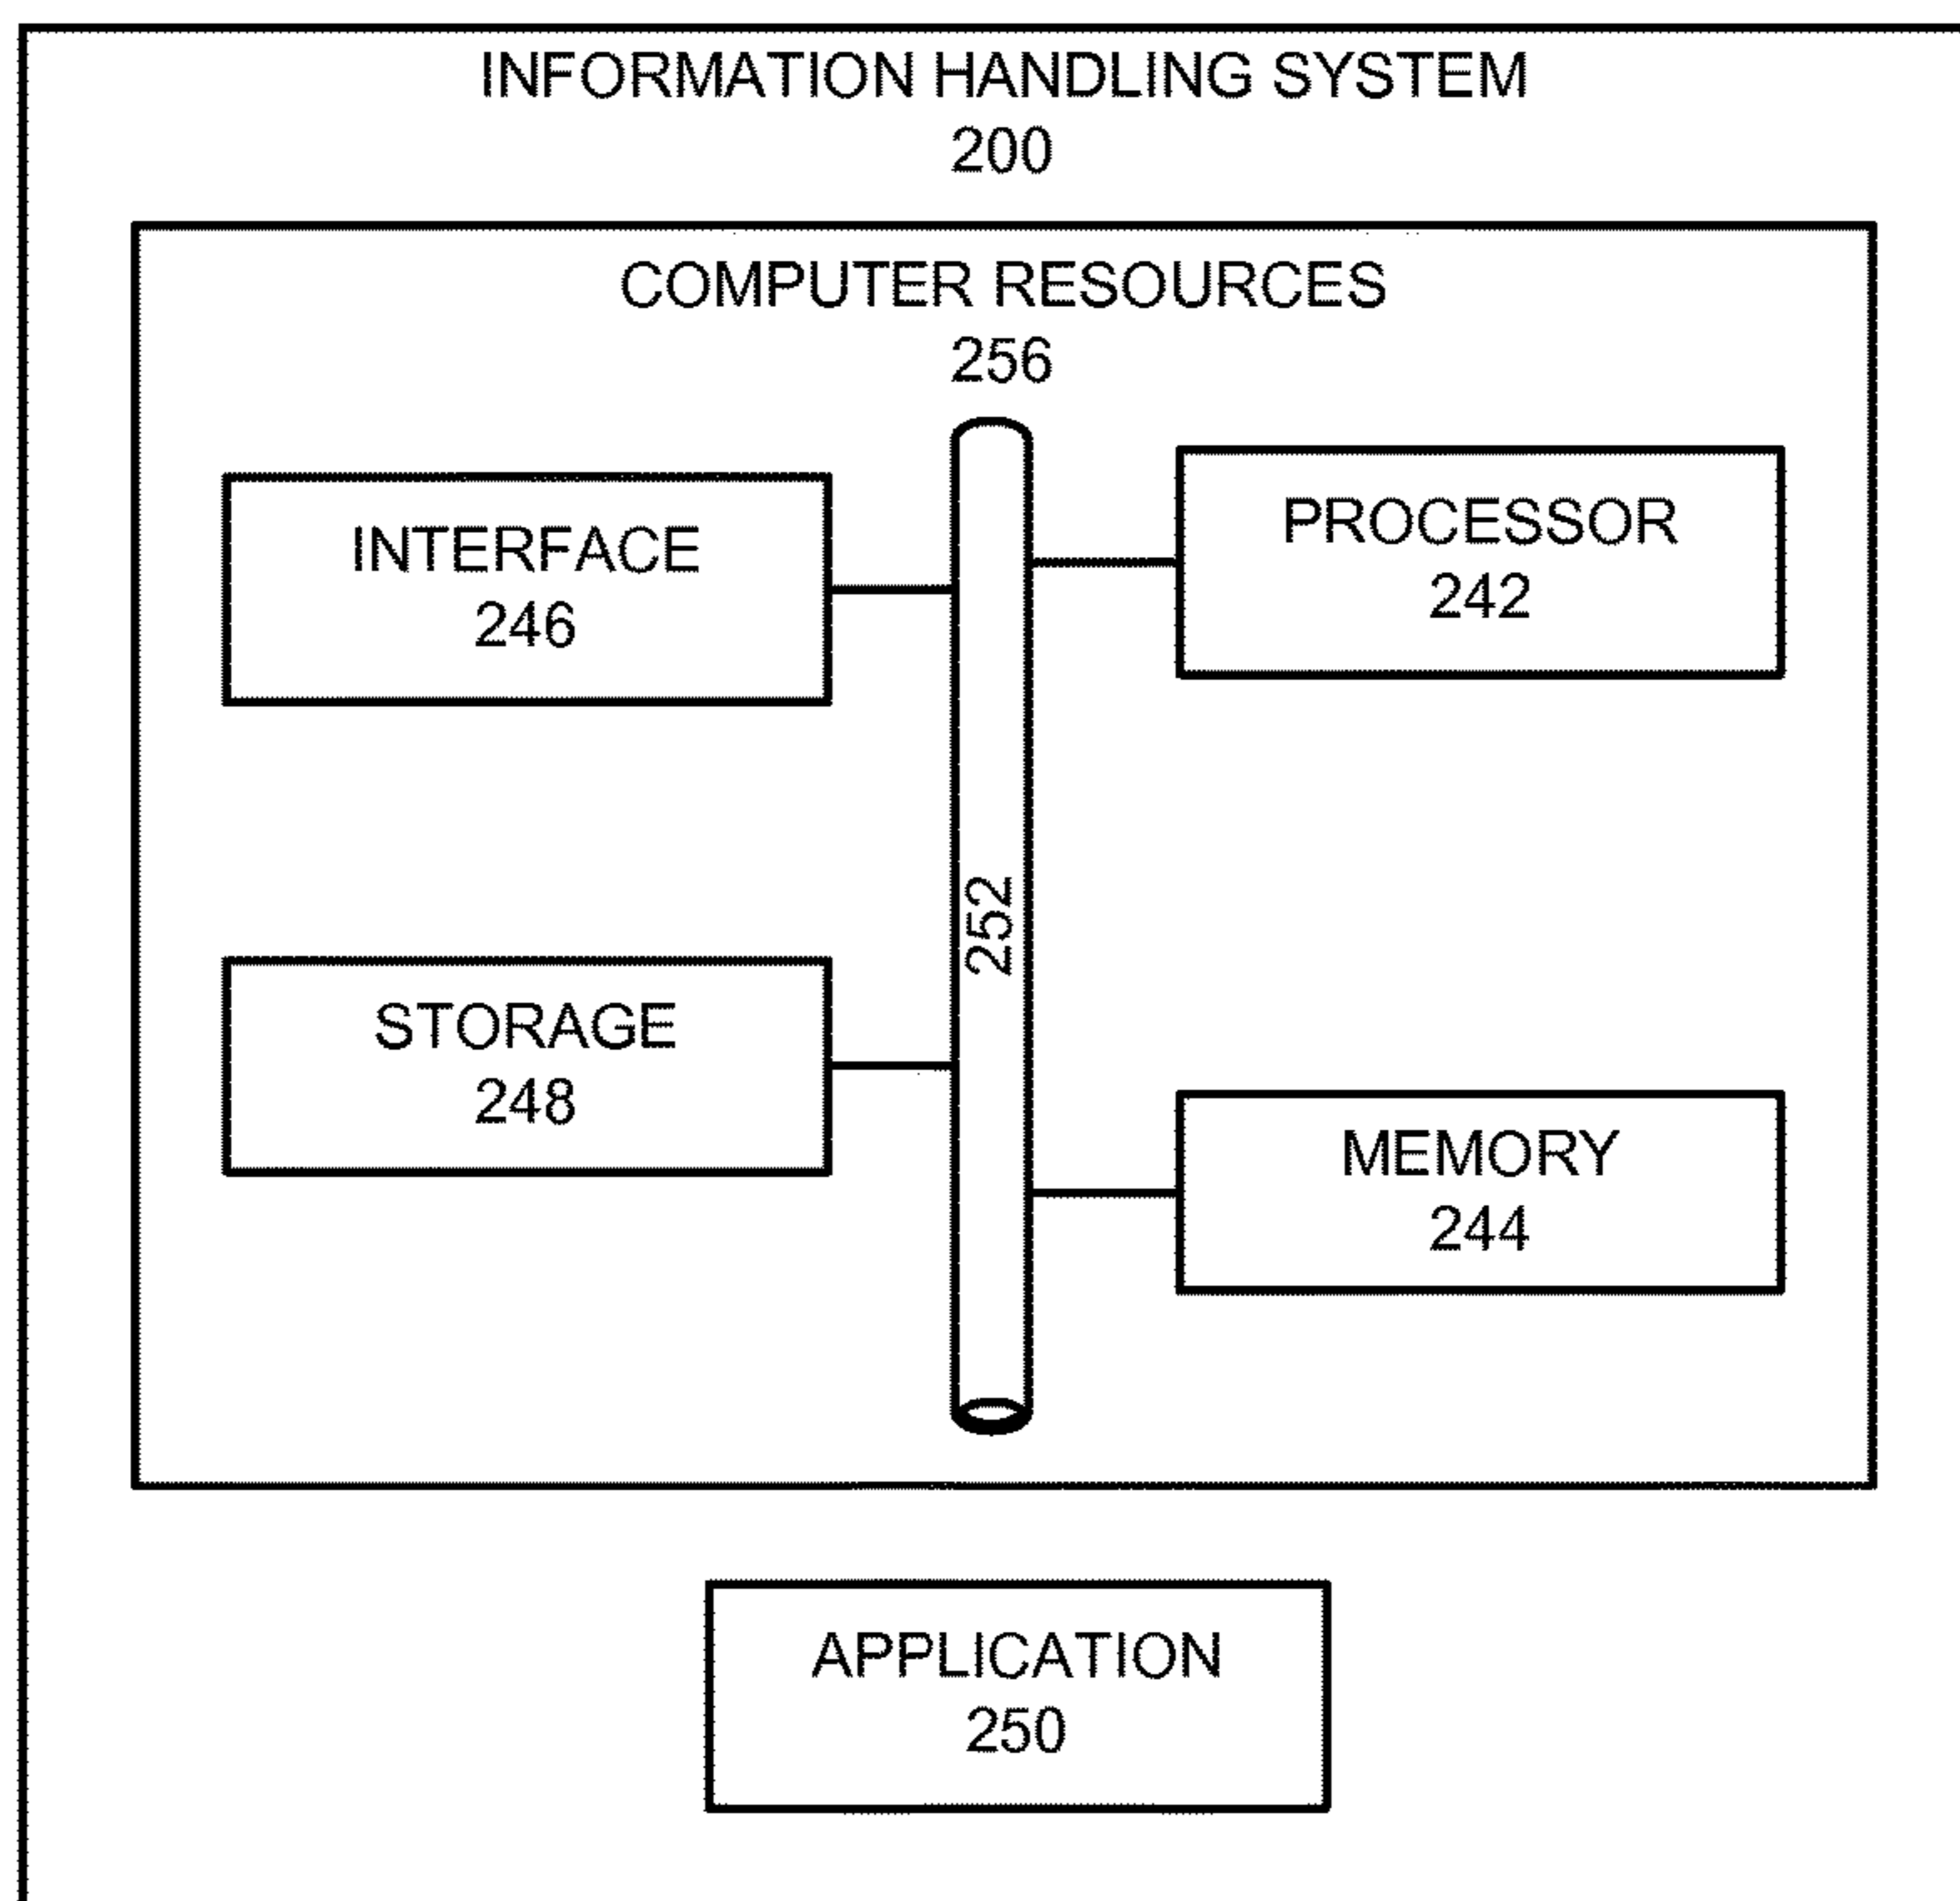 INFORMATION HANDLING SYSTEM
200
COMPUTER RESOURCES
256
INTERFACE
246
PROCESSOR
242
252
STORAGE
248
MEMORY
244
APPLICATION
250